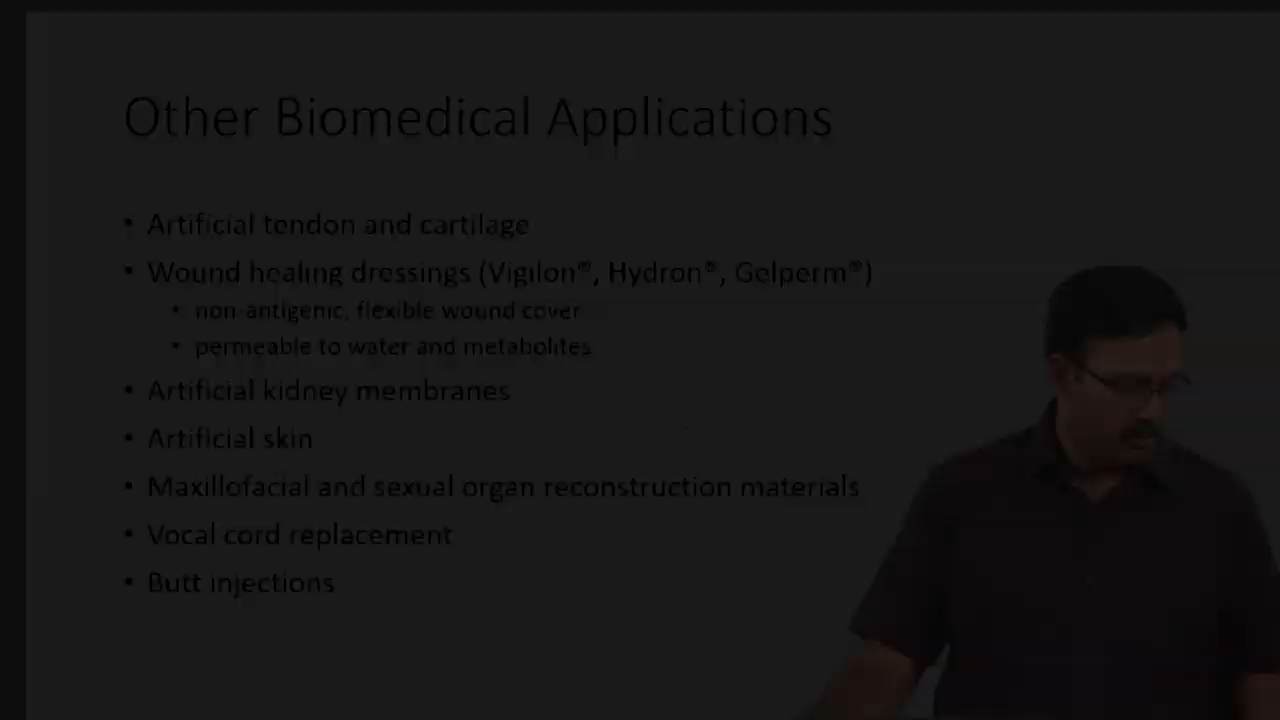 Other Biomedical Applications
• Artificial tendon and cartilage
• Wound healing dressings (Vigilon®, Hydron®, Gelperm®)
• non-antigenic, flexible wound cover
• permeable to water and metabolites
• Artificial kidney membranes
• Artificial skin
• Maxillofacial and sexual organ reconstruction materials
• Vocal cord replacement
• Butt injections